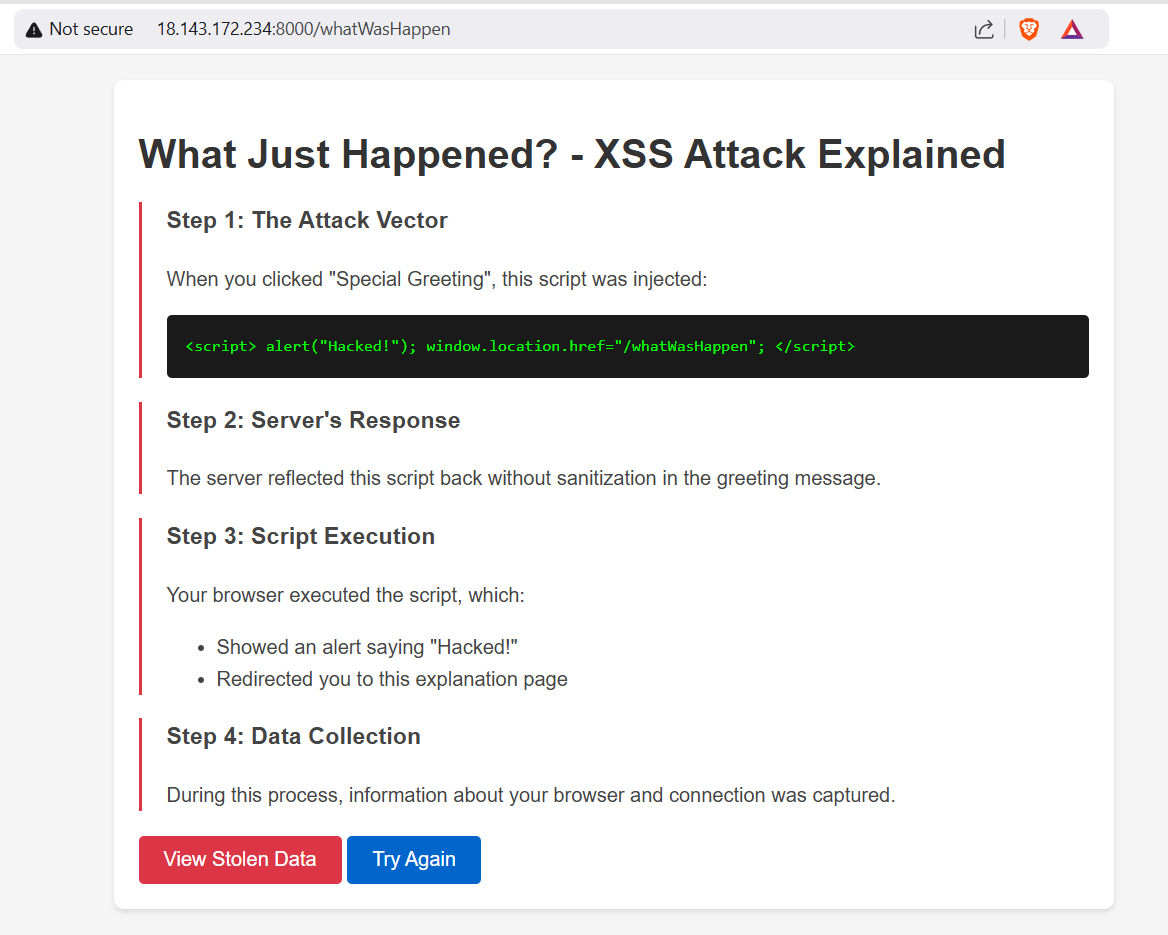 Not secure 18.143.172.234:8000/whatWasHappen
What Just Happened? - XSS Attack Explained
Step 1: The Attack Vector
When you clicked "Special Greeting", this script was injected:
<script> alert("Hacked!"); window.location.href="/whatWasHappen"; </script>
Step 2: Server's Response
The server reflected this script back without sanitization in the greeting message.
Step 3: Script Execution
Your browser executed the script, which:
• Showed an alert saying "Hacked!"
• Redirected you to this explanation page
Step 4: Data Collection
During this process, information about your browser and connection was captured.
View Stolen Data Try Again